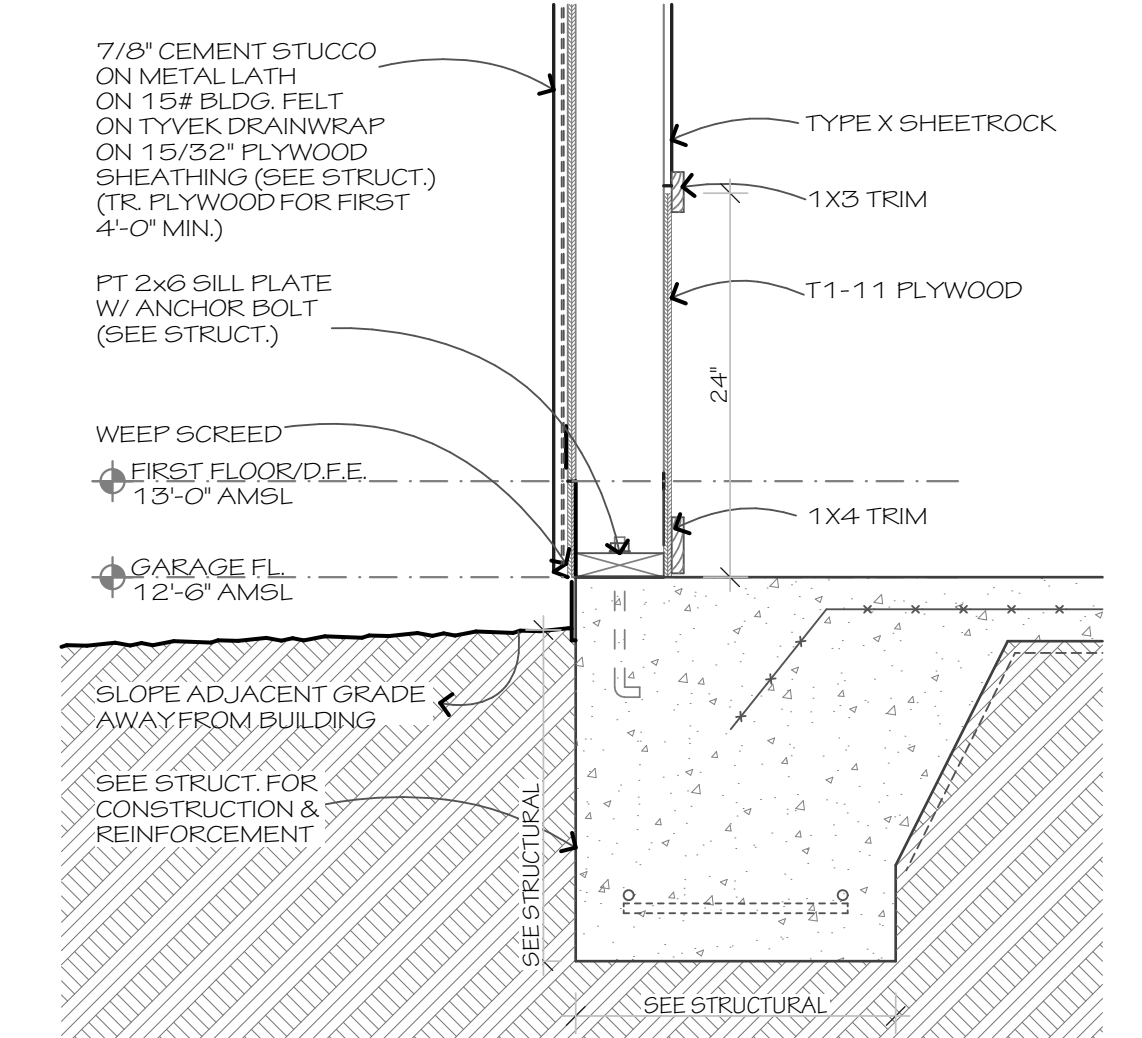 7/8" CEMENT STUCCO
ON METAL LATH
ON 15# BLDG. FELT
ON TYVEK DRAINWRAP
ON 15/32" PLYWOOD
SHEATHING (SEE STRUCT.)
(TR. PLYWOOD FOR FIRST
4'-0" MIN.)
PT 2x6 SILL PLATE
W/ ANCHOR BOLT
(SEE STRUCT.)
WEEP SCREED
FIRST FLOOR/D.F.E.
13'-0" AMSL
GARAGE FL.
12'-6" AMSL
SLOPE ADJACENT GRADE
AWAY FROM BUILDING
SEE STRUCT. FOR
CONSTRUCTION &
REINFORCEMENT
TYPE X SHEETROCK
1X3 TRIM
T1-11 PLYWOOD
24"
1X4 TRIM
SEE STRUCTURAL
SEE STRUCTURAL